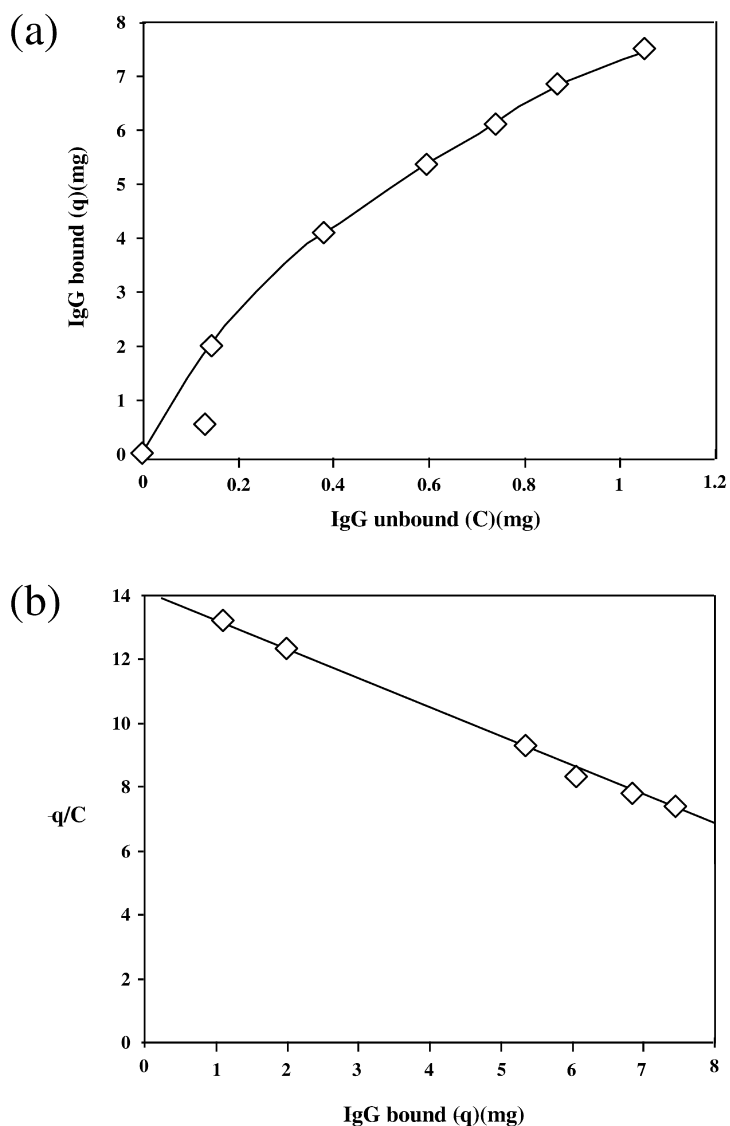 (a)
8
7
6
5
4
3
2
1
0
IgG bound (q)(mg)
0 0.2 0.4 0.6 0.8 1 1.2
IgG unbound (C)(mg)
(b)
14
12
10
8
6
4
2
0
-q/C
0 1 2 3 4 5 6 7 8
IgG bound (-q)(mg)